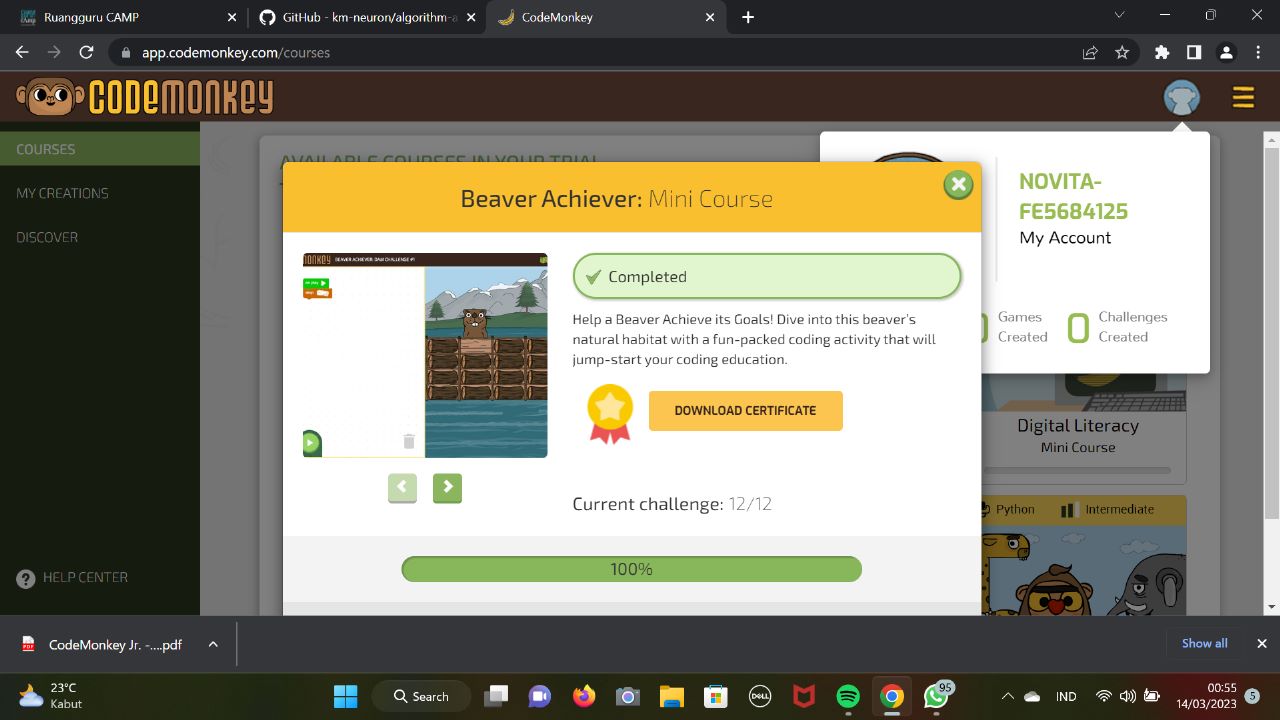 Ruangguru CAMP
GitHub - km-neuron/algorithm-a
CodeMonkey
app.codemonkey.com/courses
CODEMONKEY
COURSES
MY CREATIONS
DISCOVER
HELP CENTER
AVAILABLE COURSES IN YOUR TRIAL
Beaver Achiever: Mini Course
BEAVER ACHIEVER: DAM CHALLENGE #1
Completed
Help a Beaver Achieve its Goals! Dive into this beaver's
natural habitat with a fun-packed coding activity that will
jump-start your coding education.
DOWNLOAD CERTIFICATE
Current challenge: 12/12
100%
NOVITA-
FE5684125
My Account
Games
Created
0 Challenges
Created
Digital Literacy
Mini Course
Python
Intermediate
CodeMonkey Jr. -....pdf
Show all
23°C
Kabut
Search
DELL
95
IND
00:55
14/03/2023
5